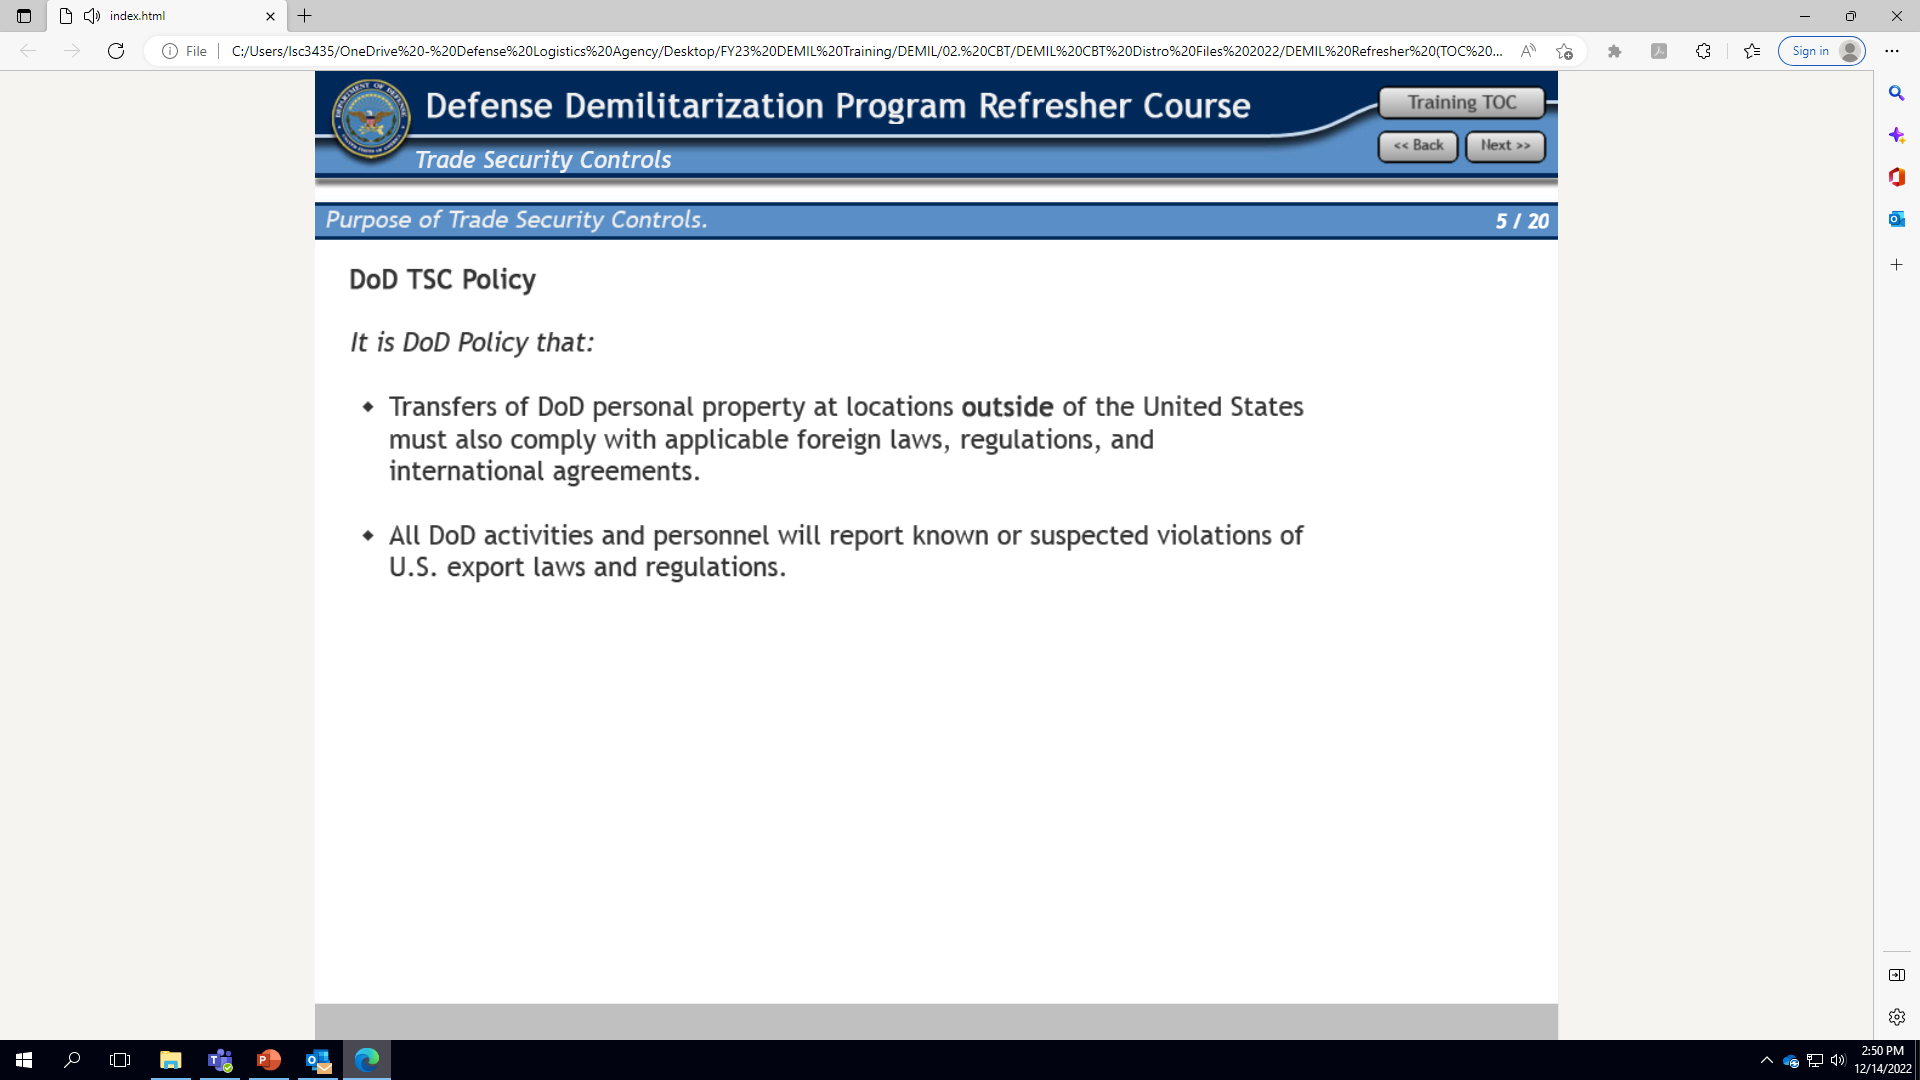 index.html
File
C:/Users/lsc3435/OneDrive%20-%20Defense%20Logistics%20Agency/Desktop/FY23%20DEMIL%20Training/DEMIL/02.%20CBT/DEMIL%20CBT%20Distro%20Files%202022/DEMIL%20Refresher%20(TOC%20...
Sign in
Defense Demilitarization Program Refresher Course
Training TOC
<< Back
Next >>
Trade Security Controls
Purpose of Trade Security Controls.
5 / 20
DoD TSC Policy
It is DoD Policy that:
◆ Transfers of DoD personal property at locations outside of the United States
must also comply with applicable foreign laws, regulations, and
international agreements.
◆ All DoD activities and personnel will report known or suspected violations of
U.S. export laws and regulations.
2:50 PM
12/14/2022